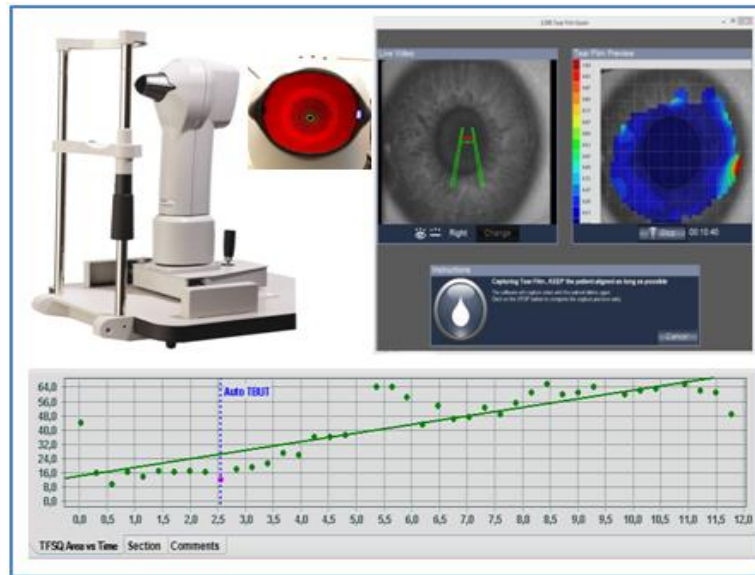 Live Video
Tear Film Preview
Right
Change
Stop
00:10:40
Instructions
Capturing Tear Film, KEEP the patient aligned as long as possible
Cancel
Auto TBUT
64,0
56,0
48,0
40,0
32,0
24,0
16,0
8,0
0,0
0,0 0,5 1,0 1,5 2,0 2,5 3,0 3,5 4,0 4,5 5,0 5,5 6,0 6,5 7,0 7,5 8,0 8,5 9,0 9,5 10,0 10,5 11,0 11,5 12,0
TFSQ Area vs Time Section Comments